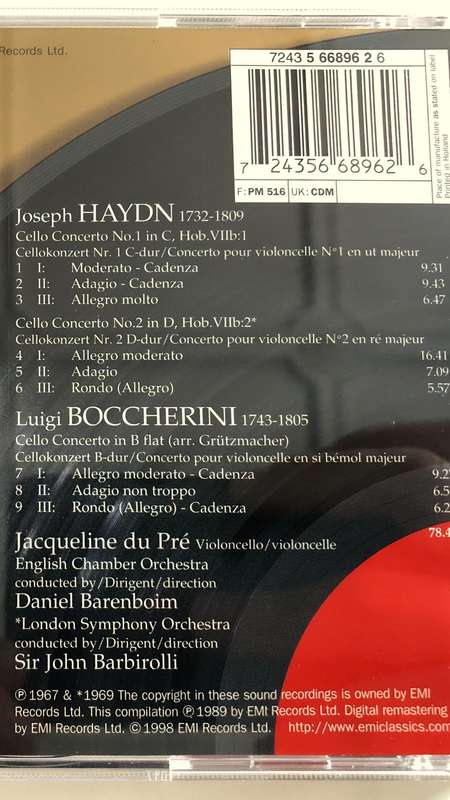 Records Ltd.
7243 5 66896 2 6
7 24356 68962 6
F: PM 516 UK: CDM
Place of manufacture as stated on label
Printed in Holland
Joseph HAYDN 1732-1809
Cello Concerto No.1 in C, Hob.VIIb:1
Cellokonzert Nr. 1 C-dur/Concerto pour violoncelle N°1 en ut majeur
1 I: Moderato - Cadenza 9.31
2 II: Adagio - Cadenza 9.43
3 III: Allegro molto 6.47
Cello Concerto No.2 in D, Hob.VIIb:2*
Cellokonzert Nr. 2 D-dur/Concerto pour violoncelle N°2 en ré majeur
4 I: Allegro moderato 16.41
5 II: Adagio 7.09
6 III: Rondo (Allegro) 5.57
Luigi BOCCHERINI 1743-1805
Cello Concerto in B flat (arr. Grützmacher)
Cellokonzert B-dur/Concerto pour violoncelle en si bémol majeur
7 I: Allegro moderato - Cadenza
8 II: Adagio non troppo
9 III: Rondo (Allegro) - Cadenza
Jacqueline du Pré Violoncello/violoncelle
English Chamber Orchestra
conducted by/Dirigent/direction
Daniel Barenboim
*London Symphony Orchestra
conducted by/Dirigent/direction
Sir John Barbirolli
℗ 1967 & *1969 The copyright in these sound recordings is owned by EMI
Records Ltd. This compilation ℗ 1989 by EMI Records Ltd. Digital remastering
by EMI Records Ltd. © 1998 EMI Records Ltd. http://www.emiclassics.com